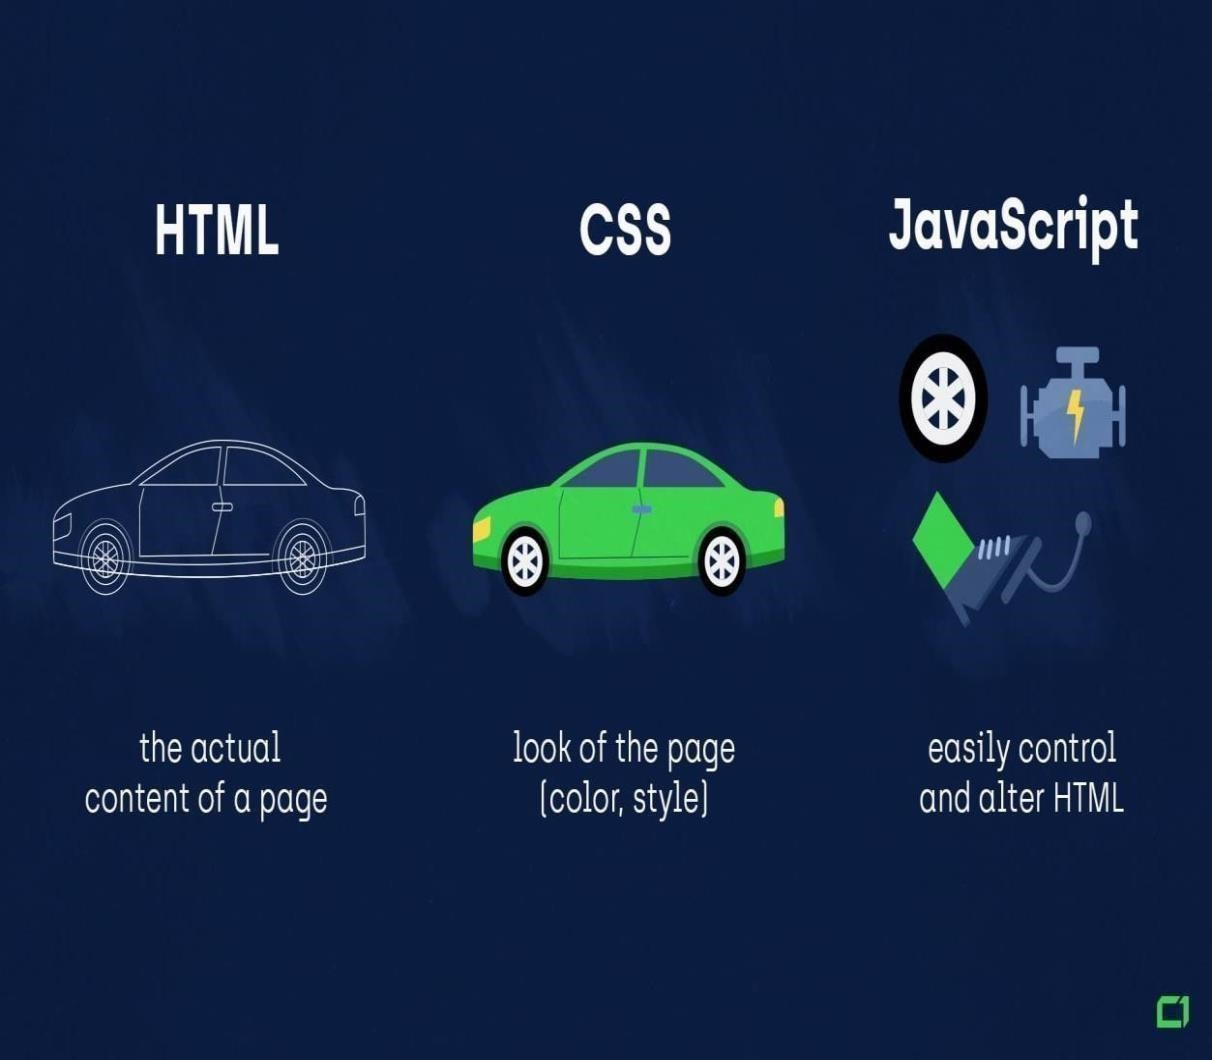 HTML
CSS
JavaScript
the actual
content of a page
look of the page
(color, style)
easily control
and alter HTML